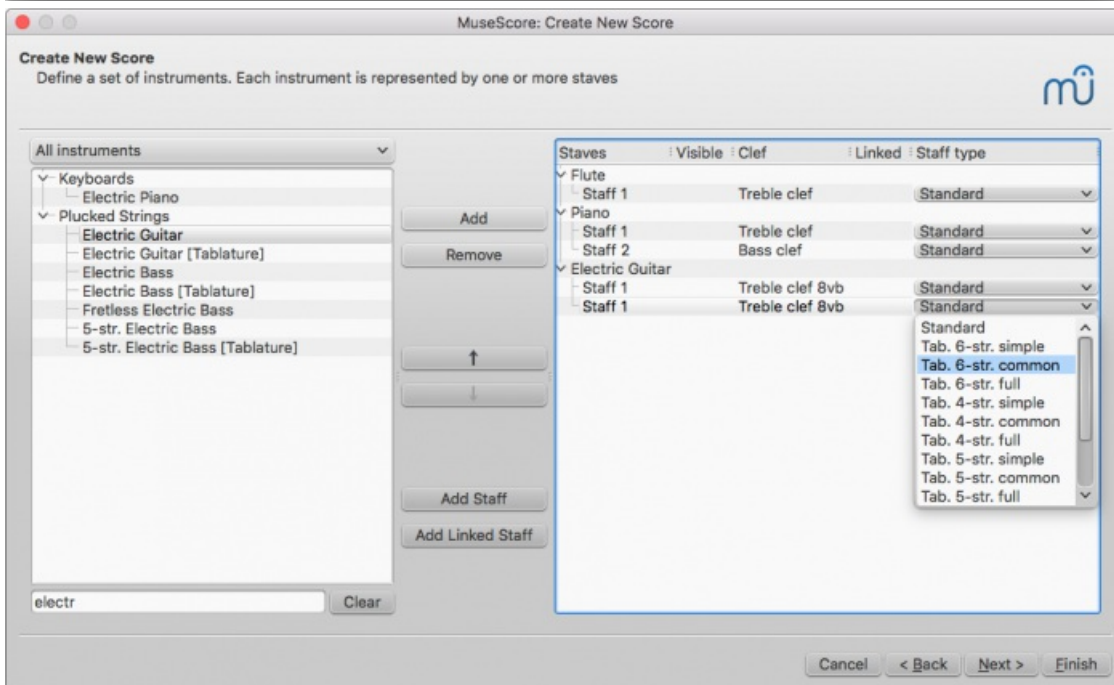 MuseScore: Create New Score
Create New Score
Define a set of instruments. Each instrument is represented by one or more staves
mu
All instruments
Keyboards
Electric Piano
Plucked Strings
Electric Guitar
Electric Guitar [Tablature]
Electric Bass
Electric Bass [Tablature]
Fretless Electric Bass
5-str. Electric Bass
5-str. Electric Bass [Tablature]
electr Clear
Add
Remove
↑
↓
Add Staff
Add Linked Staff
Staves Visible Clef Linked Staff type
Flute
Staff 1 Treble clef Standard
Piano
Staff 1 Treble clef Standard
Staff 2 Bass clef Standard
Electric Guitar
Staff 1 Treble clef 8vb Standard
Staff 1 Treble clef 8vb Standard
Standard
Tab. 6-str. simple
Tab. 6-str. common
Tab. 6-str. full
Tab. 4-str. simple
Tab. 4-str. common
Tab. 4-str. full
Tab. 5-str. simple
Tab. 5-str. common
Tab. 5-str. full
Cancel < Back Next > Finish